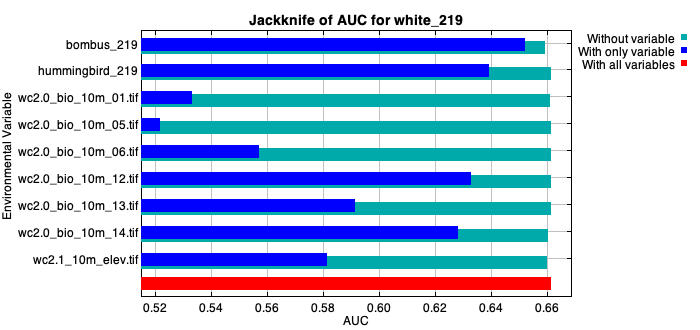 Jackknife of AUC for white_219
Without variable
With only variable
With all variables
Environmental Variable
bombus_219
hummingbird_219
wc2.0_bio_10m_01.tif
wc2.0_bio_10m_05.tif
wc2.0_bio_10m_06.tif
wc2.0_bio_10m_12.tif
wc2.0_bio_10m_13.tif
wc2.0_bio_10m_14.tif
wc2.1_10m_elev.tif
0.52 0.54 0.56 0.58 0.60 0.62 0.64 0.66
AUC